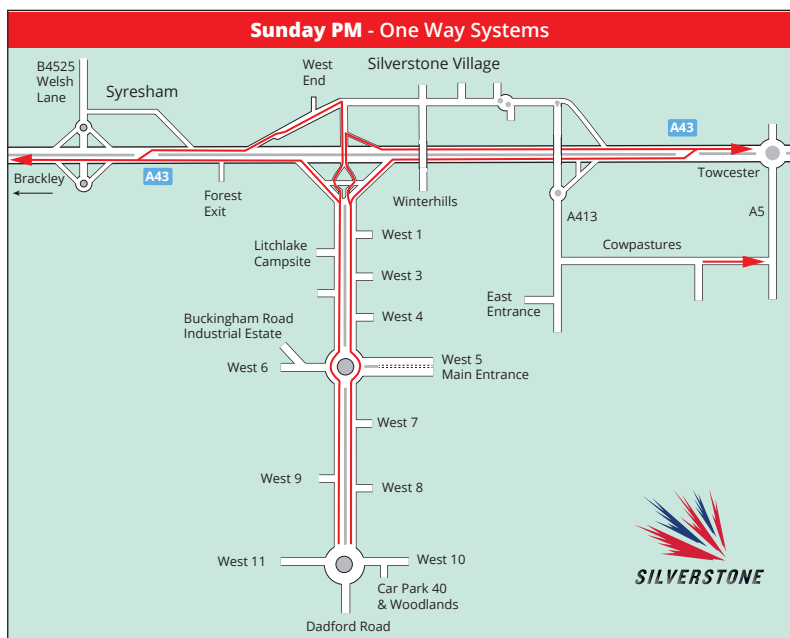 Sunday PM - One Way Systems
B4525
Welsh
Lane
Syresham
West
End
Silverstone Village
A43
A43
Brackley
Forest
Exit
Winterhills
Towcester
A413
A5
Cowpastures
West 1
Litchlake
Campsite
West 3
East
Entrance
West 4
Buckingham Road
Industrial Estate
West 6
West 5
Main Entrance
West 7
West 9
West 8
West 11
West 10
Car Park 40
& Woodlands
Dadford Road
SILVERSTONE